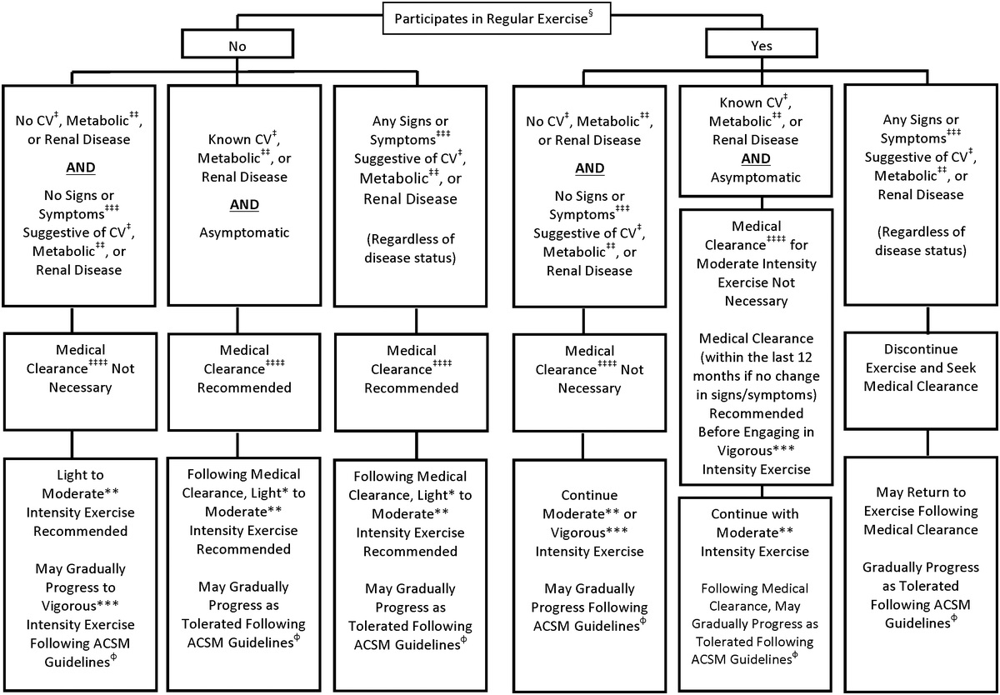 Participates in Regular Exercise§
No
Yes
No CV‡, Metabolic‡‡,
or Renal Disease
AND
No Signs or
Symptoms‡‡‡
Suggestive of CV‡,
Metabolic‡‡, or
Renal Disease
Medical
Clearance‡‡‡‡ Not
Necessary
Light to
Moderate**
Intensity Exercise
Recommended
May Gradually
Progress to
Vigorous***
Intensity Exercise
Following ACSM
Guidelinesᶲ
Known CV‡,
Metabolic‡‡, or
Renal Disease
AND
Asymptomatic
Medical
Clearance‡‡‡‡
Recommended
Following Medical
Clearance, Light* to
Moderate**
Intensity Exercise
Recommended
May Gradually
Progress as
Tolerated Following
ACSM Guidelinesᶲ
Any Signs or
Symptoms‡‡‡
Suggestive of CV‡,
Metabolic‡‡, or
Renal Disease
(Regardless of
disease status)
Medical
Clearance‡‡‡‡
Recommended
Following Medical
Clearance, Light* to
Moderate**
Intensity Exercise
Recommended
May Gradually
Progress as
Tolerated Following
ACSM Guidelinesᶲ
No CV‡, Metabolic‡‡,
or Renal Disease
AND
No Signs or
Symptoms‡‡‡
Suggestive of CV‡,
Metabolic‡‡, or
Renal Disease
Medical
Clearance‡‡‡‡ Not
Necessary
Continue
Moderate** or
Vigorous***
Intensity Exercise
May Gradually
Progress Following
ACSM Guidelinesᶲ
Known CV‡,
Metabolic‡‡, or
Renal Disease
AND
Asymptomatic
Medical
Clearance‡‡‡‡ for
Moderate Intensity
Exercise Not
Necessary
Medical Clearance
(within the last 12
months if no change
in signs/symptoms)
Recommended
Before Engaging in
Vigorous***
Intensity Exercise
Continue with
Moderate**
Intensity Exercise
Following Medical
Clearance, May
Gradually Progress as
Tolerated Following
ACSM Guidelinesᶲ
Any Signs or
Symptoms‡‡‡
Suggestive of CV‡,
Metabolic‡‡, or
Renal Disease
(Regardless of
disease status)
Discontinue
Exercise and Seek
Medical Clearance
May Return to
Exercise Following
Medical Clearance
Gradually Progress
as Tolerated
Following ACSM
Guidelinesᶲ